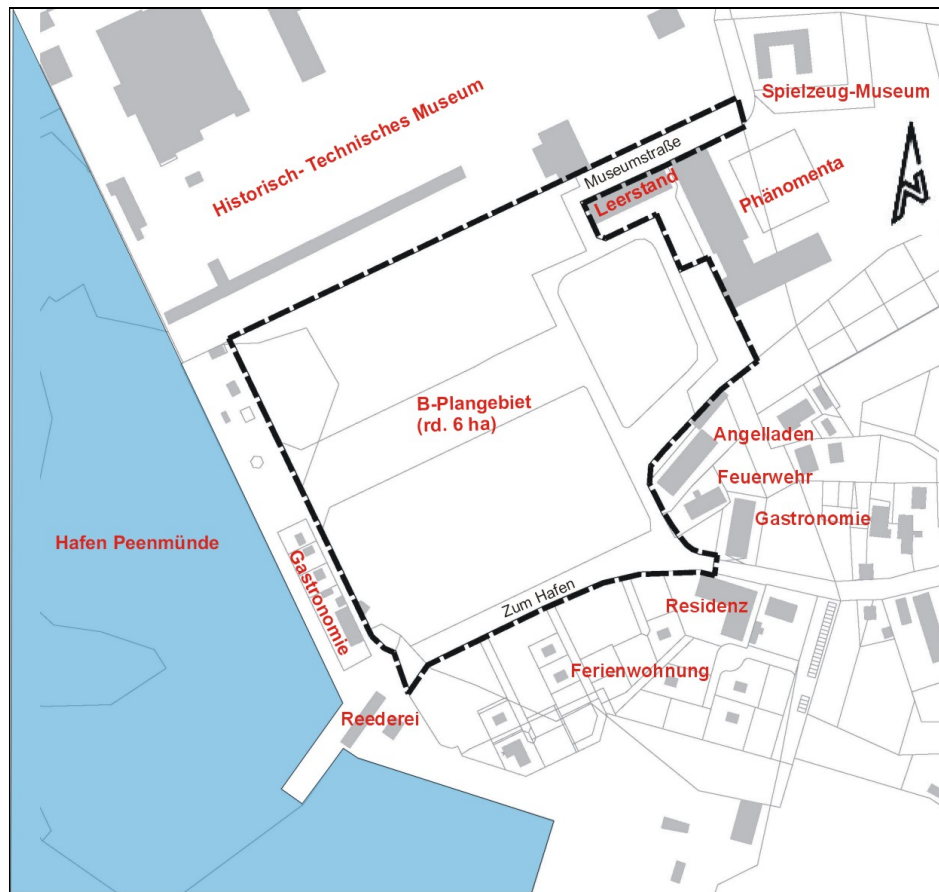 Spielzeug-Museum
Historisch- Technisches Museum
Museumstraße
Leerstand
Phänomenta
B-Plangebiet
(rd. 6 ha)
Angelladen
Feuerwehr
Gastronomie
Hafen Peenmünde
Gastronomie
Zum Hafen
Residenz
Ferienwohnung
Reederei